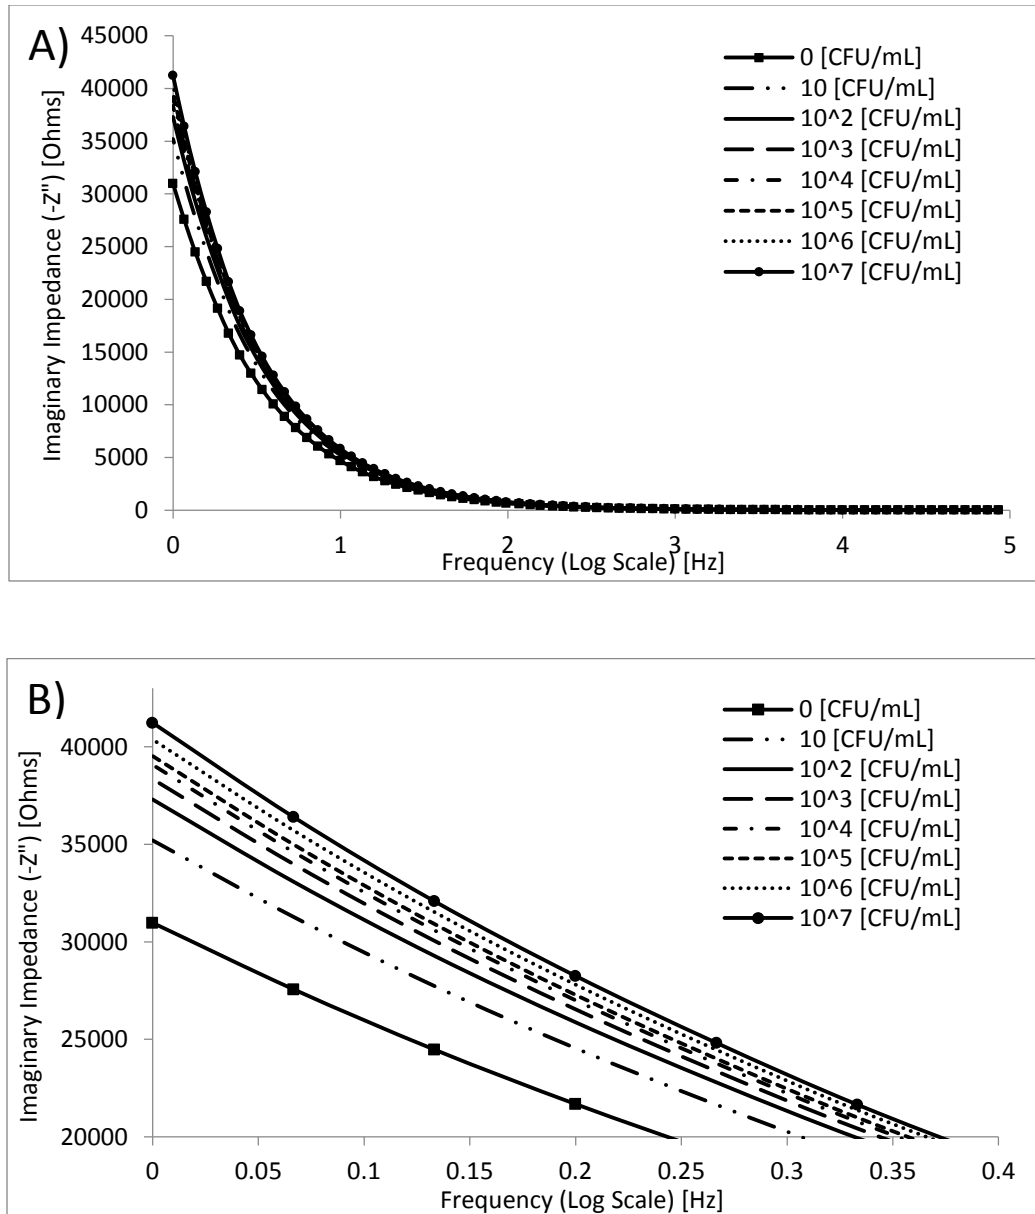 A)
Imaginary Impedance (-Z") [Ohms]
45000
40000
35000
30000
25000
20000
15000
10000
5000
0
0 [CFU/mL]
10 [CFU/mL]
10^2 [CFU/mL]
10^3 [CFU/mL]
10^4 [CFU/mL]
10^5 [CFU/mL]
10^6 [CFU/mL]
10^7 [CFU/mL]
0 1 2 3 4 5
Frequency (Log Scale) [Hz]
B)
Imaginary Impedance (-Z") [Ohms]
40000
35000
30000
25000
20000
0 [CFU/mL]
10 [CFU/mL]
10^2 [CFU/mL]
10^3 [CFU/mL]
10^4 [CFU/mL]
10^5 [CFU/mL]
10^6 [CFU/mL]
10^7 [CFU/mL]
0 0.05 0.1 0.15 0.2 0.25 0.3 0.35 0.4
Frequency (Log Scale) [Hz]